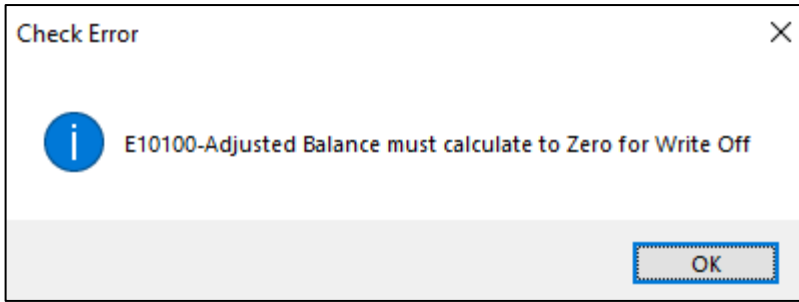 Check Error
E10100-Adjusted Balance must calculate to Zero for Write Off
OK